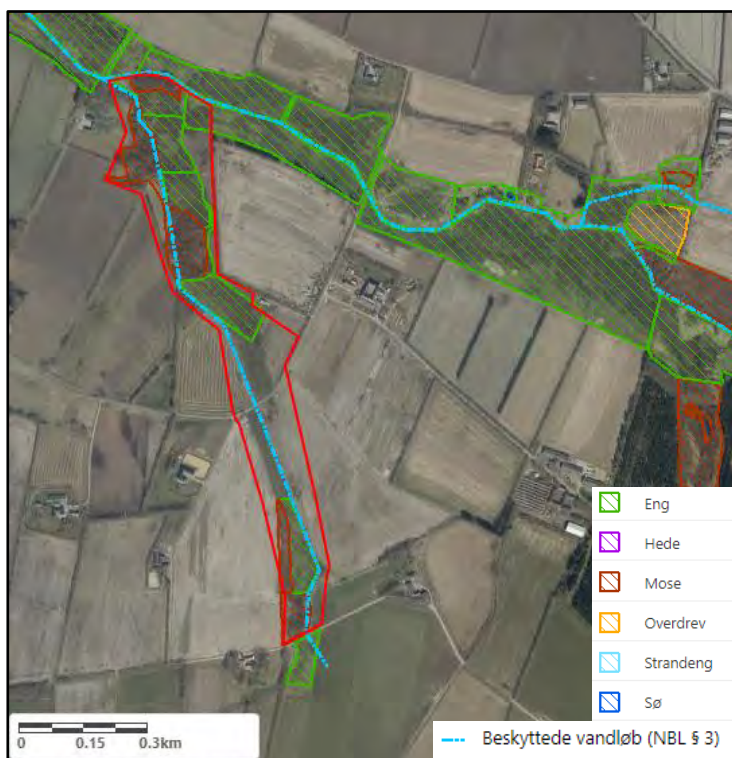 Eng
Hede
Mose
Overdrev
Strandeng
Sø
Beskyttede vandløb (NBL § 3)
0 0.15 0.3km